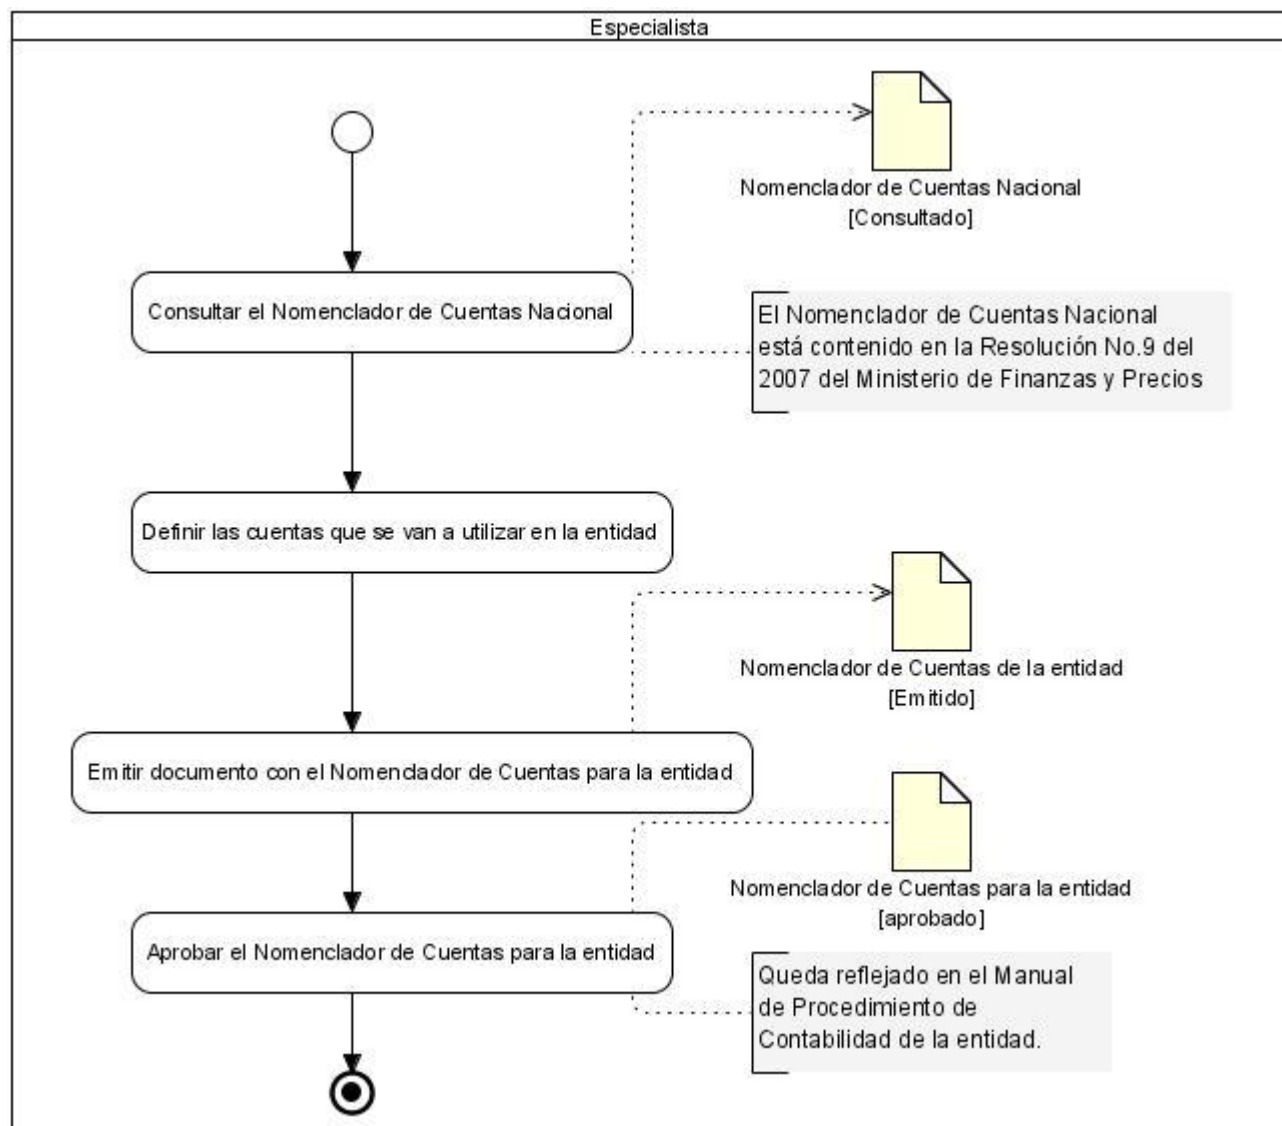 Especialista
Nomenclador de Cuentas Nacional
[Consultado]
Consultar el Nomenclador de Cuentas Nacional
El Nomenclador de Cuentas Nacional
está contenido en la Resolución No.9 del
2007 del Ministerio de Finanzas y Precios
Definir las cuentas que se van a utilizar en la entidad
Nomenclador de Cuentas de la entidad
[Emitido]
Emitir documento con el Nomenclador de Cuentas para la entidad
Nomenclador de Cuentas para la entidad
[aprobado]
Aprobar el Nomenclador de Cuentas para la entidad
Queda reflejado en el Manual
de Procedimiento de
Contabilidad de la entidad.